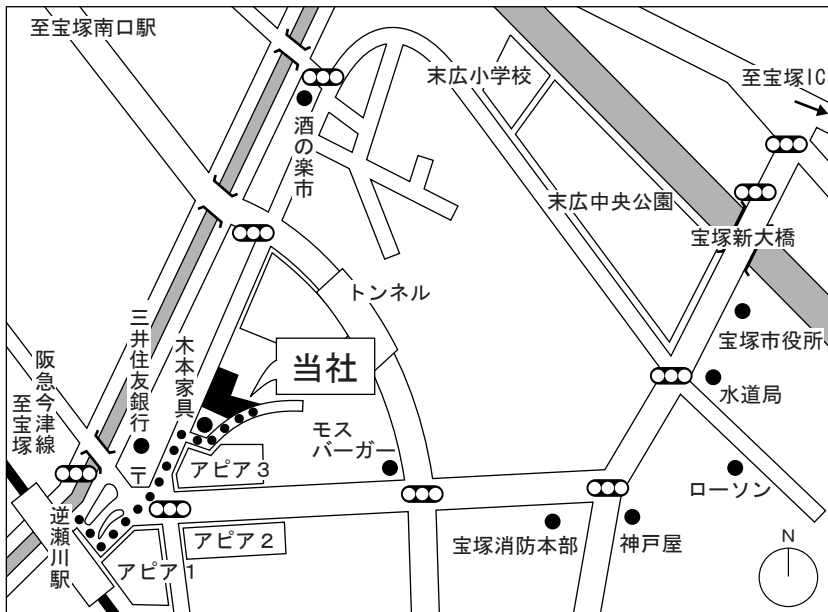 至宝塚南口駅
末広小学校
至宝塚IC
酒の楽市
末広中央公園
宝塚新大橋
トンネル
宝塚市役所
三井住友銀行
木本家具
当社
阪急今津線
至宝塚
水道局
モス
バーガー
〒
アピア3
ローソン
逆瀬川駅
アピア2
アピア1
宝塚消防本部
神戸屋
N